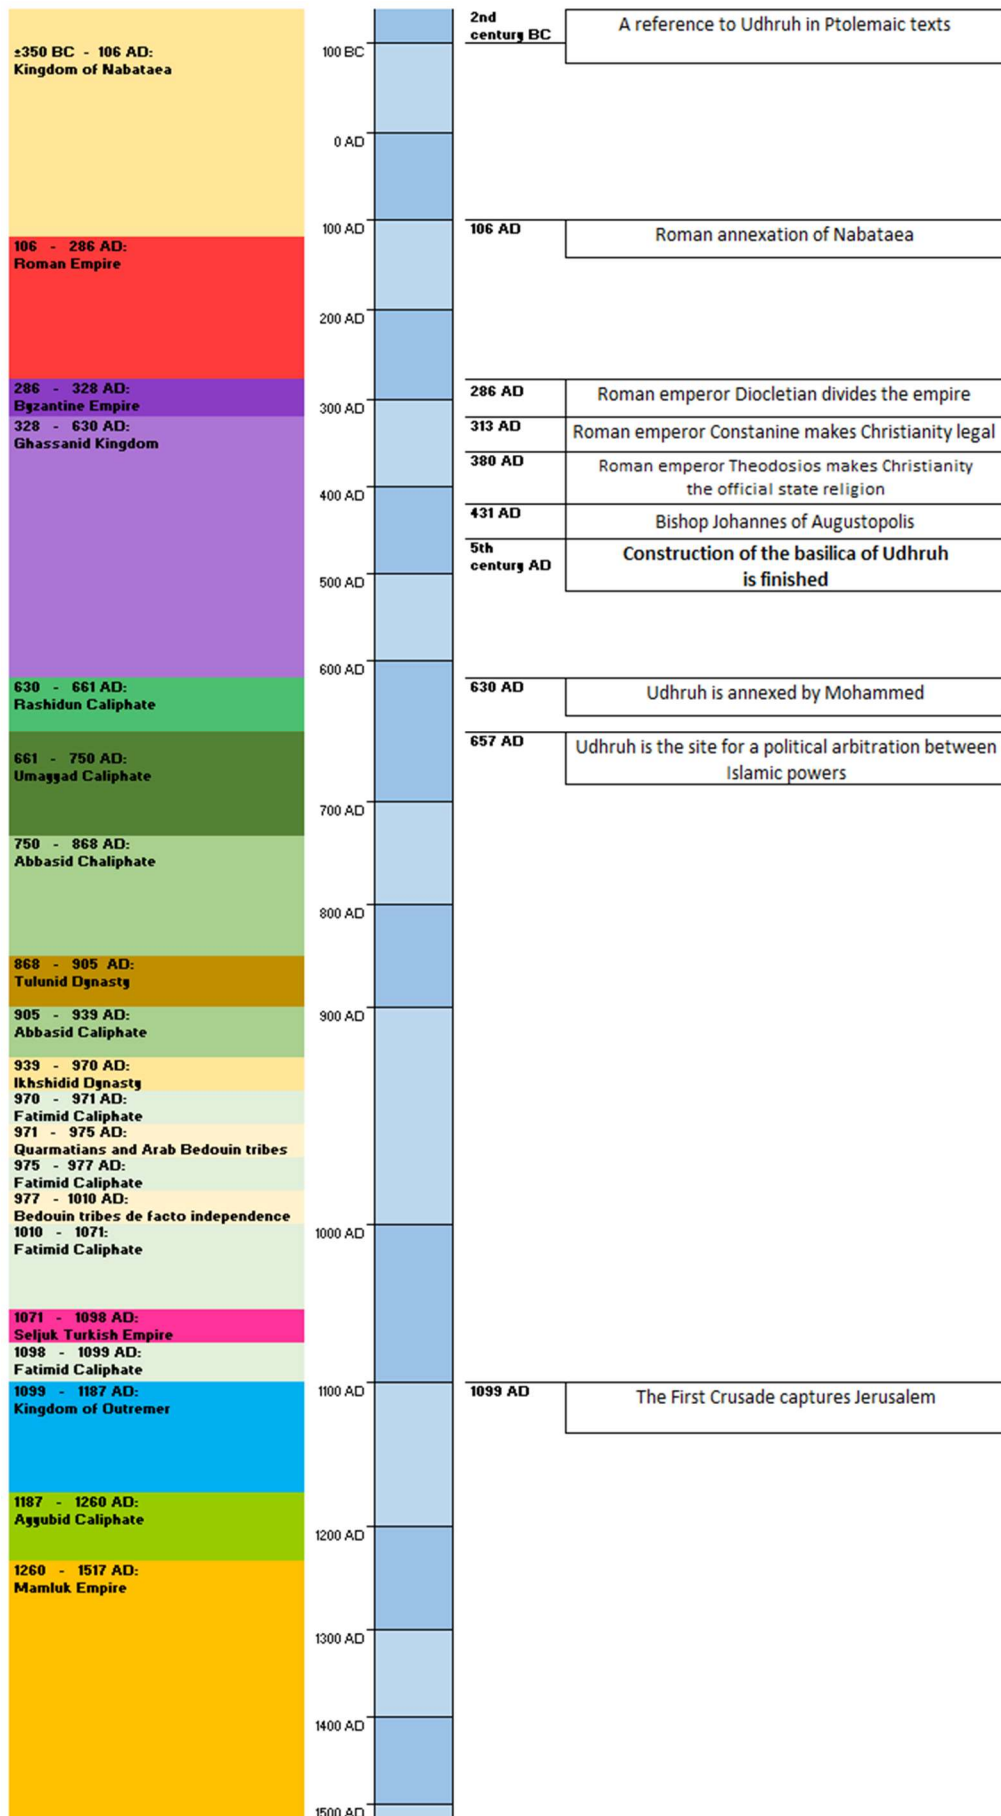 ±350 BC - 106 AD:
Kingdom of Nabataea
106 - 286 AD:
Roman Empire
286 - 328 AD:
Byzantine Empire
328 - 630 AD:
Ghassanid Kingdom
630 - 661 AD:
Rashidun Caliphate
661 - 750 AD:
Umayyad Caliphate
750 - 868 AD:
Abbasid Chaliphate
868 - 905 AD:
Tulunid Dynasty
905 - 939 AD:
Abbasid Caliphate
939 - 970 AD:
Ikhshidid Dynasty
970 - 971 AD:
Fatimid Caliphate
971 - 975 AD:
Quarmatians and Arab Bedouin tribes
975 - 977 AD:
Fatimid Caliphate
977 - 1010 AD:
Bedouin tribes de facto independence
1010 - 1071:
Fatimid Caliphate
1071 - 1098 AD:
Seljuk Turkish Empire
1098 - 1099 AD:
Fatimid Caliphate
1099 - 1187 AD:
Kingdom of Outremer
1187 - 1260 AD:
Ayyubid Caliphate
1260 - 1517 AD:
Mamluk Empire
100 BC
0 AD
100 AD
200 AD
300 AD
400 AD
500 AD
600 AD
700 AD
800 AD
900 AD
1000 AD
1100 AD
1200 AD
1300 AD
1400 AD
1500 AD
2nd
century BC
A reference to Udhruh in Ptolemaic texts
106 AD
Roman annexation of Nabataea
286 AD
Roman emperor Diocletian divides the empire
313 AD
Roman emperor Constanine makes Christianity legal
380 AD
Roman emperor Theodosios makes Christianity
the official state religion
431 AD
Bishop Johannes of Augustopolis
5th
century AD
Construction of the basilica of Udhruh
is finished
630 AD
Udhruh is annexed by Mohammed
657 AD
Udhruh is the site for a political arbitration between
Islamic powers
1099 AD
The First Crusade captures Jerusalem